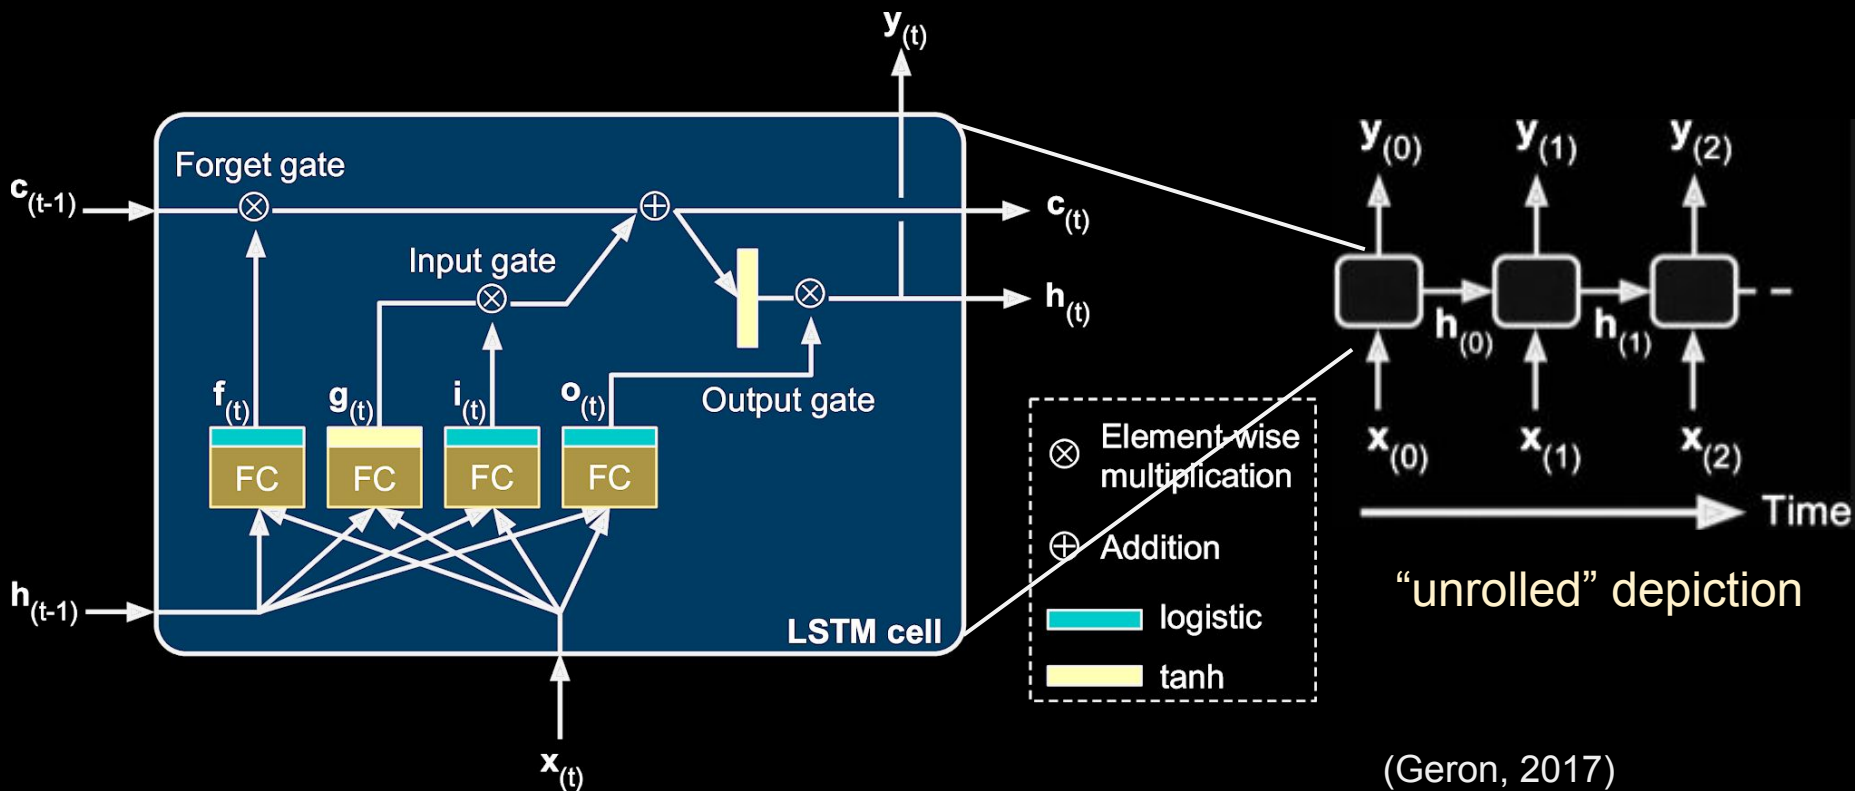 y(t)
Forget gate
c(t-1)
c(t)
Input gate
h(t)
f(t)
g(t)
i(t)
o(t)
Output gate
FC
FC
FC
FC
h(t-1)
LSTM cell
x(t)
Element-wise
multiplication
Addition
logistic
tanh
y(0)
y(1)
y(2)
h(0)
h(1)
x(0)
x(1)
x(2)
Time
“unrolled” depiction
(Geron, 2017)